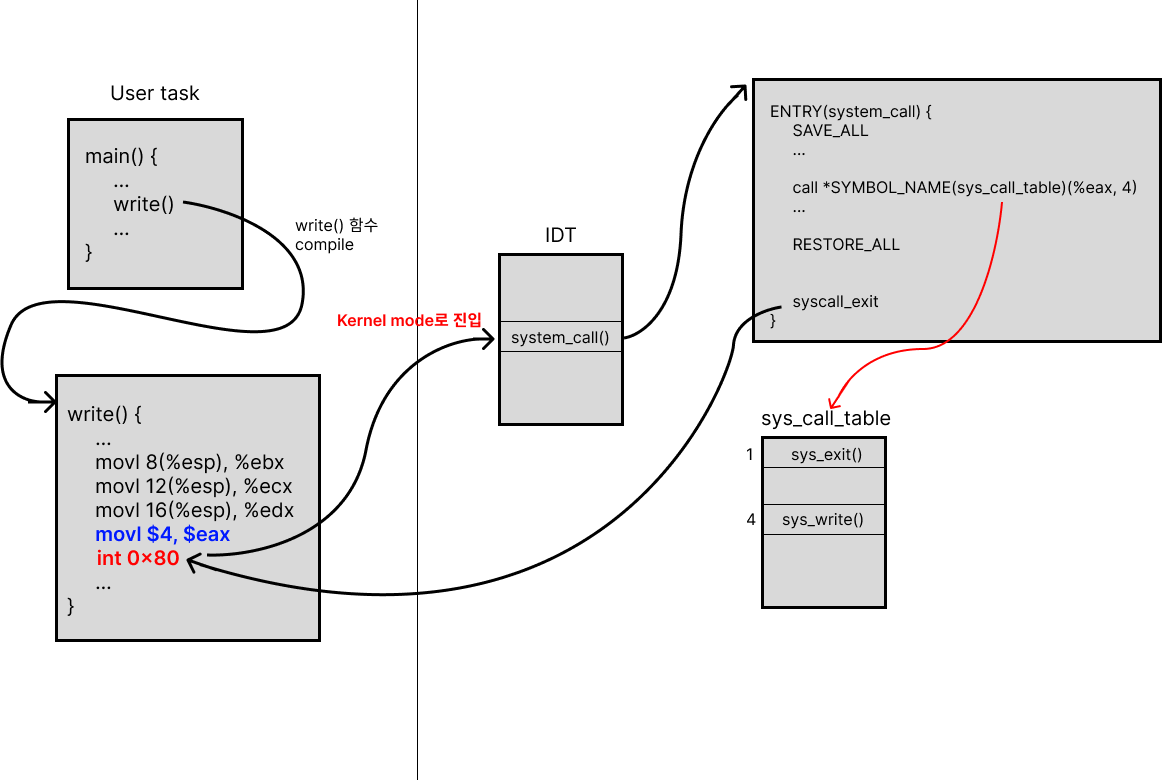 User task
main() {
...
write()
...
}
write() 함수
compile
write() {
...
movl 8(%esp), %ebx
movl 12(%esp), %ecx
movl 16(%esp), %edx
movl $4, $eax
int 0×80
...
}
Kernel mode로 진입
IDT
system_call()
ENTRY(system_call) {
SAVE_ALL
...
call *SYMBOL_NAME(sys_call_table)(%eax, 4)
...
RESTORE_ALL
syscall_exit
}
sys_call_table
1 sys_exit()
4 sys_write()